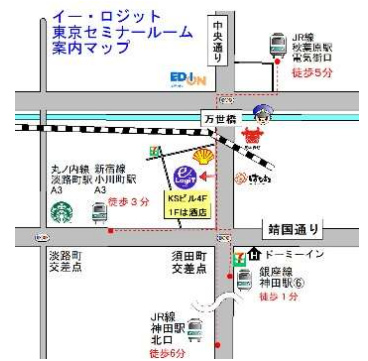 イー・ロジット
東京セミナールーム
案内マップ
中央通り
JR線
秋葉原駅
電気街口
徒歩5分
EDION
万世橋
丸ノ内線
淡路町駅
A3
新宿線
小川町駅
A3
徒歩3分
KSビル4F
1Fは酒店
靖国通り
淡路町
交差点
須田町
交差点
ドーミーイン
銀座線
神田駅⑥
徒歩1分
JR線
神田駅
北口
徒歩6分